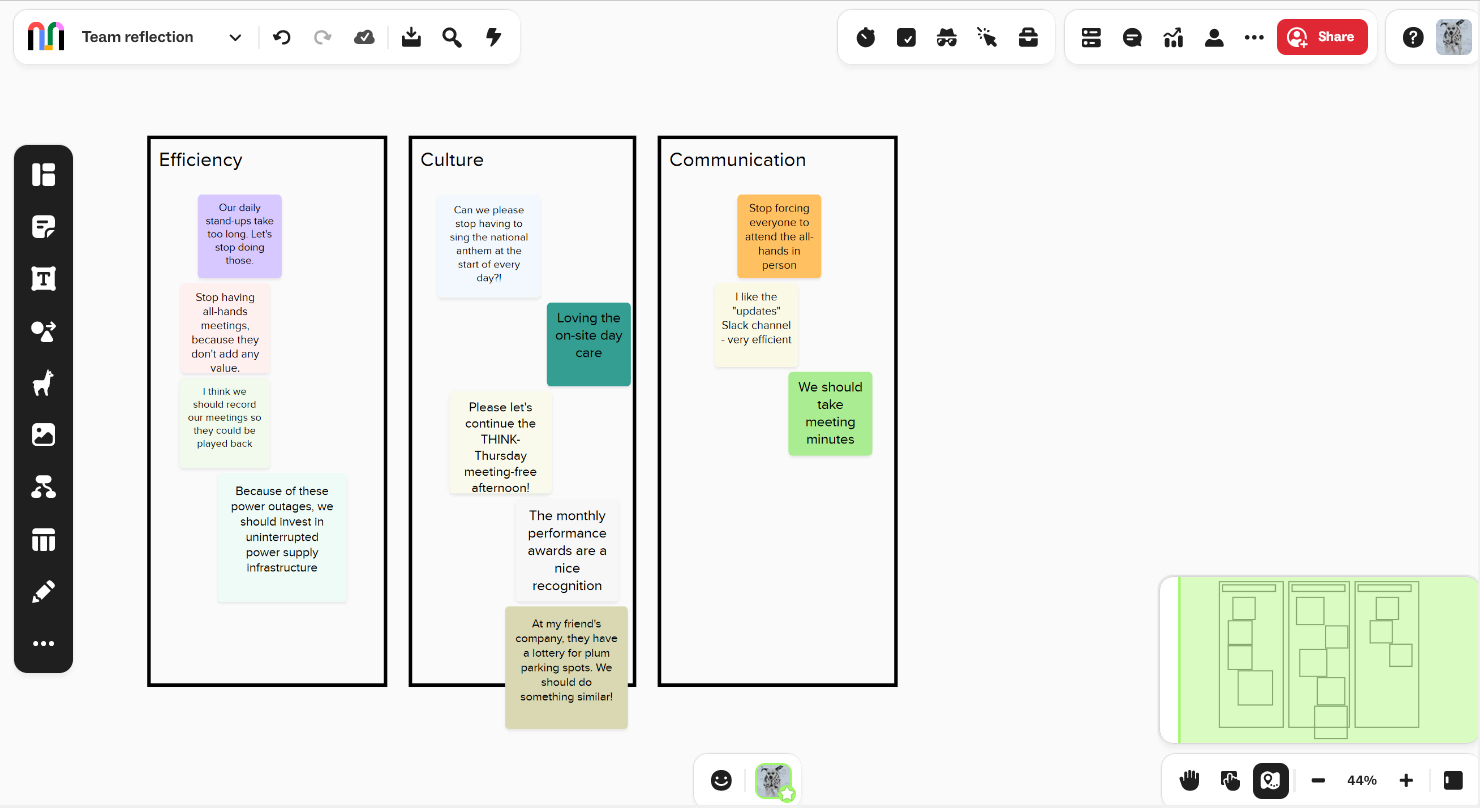 Team reflection
Share
Efficiency
Our daily
stand-ups take
too long. Let's
stop doing
those.
Stop having
all-hands
meetings,
because they
don't add any
value.
I think we
should record
our meetings so
they could be
played back
Because of these
power outages, we
should invest in
uninterrupted
power supply
infrastructure
Culture
Can we please
stop having to
sing the national
anthem at the
start of every
day?!
Loving the
on-site day
care
Please let's
continue the
THINK-
Thursday
meeting-free
afternoon!
The monthly
performance
awards are a
nice
recognition
At my friend's
company, they have
a lottery for plum
parking spots. We
should do
something similar!
Communication
Stop forcing
everyone to
attend the all-
hands in
person
I like the
"updates"
Slack channel
- very efficient
We should
take
meeting
minutes
44%